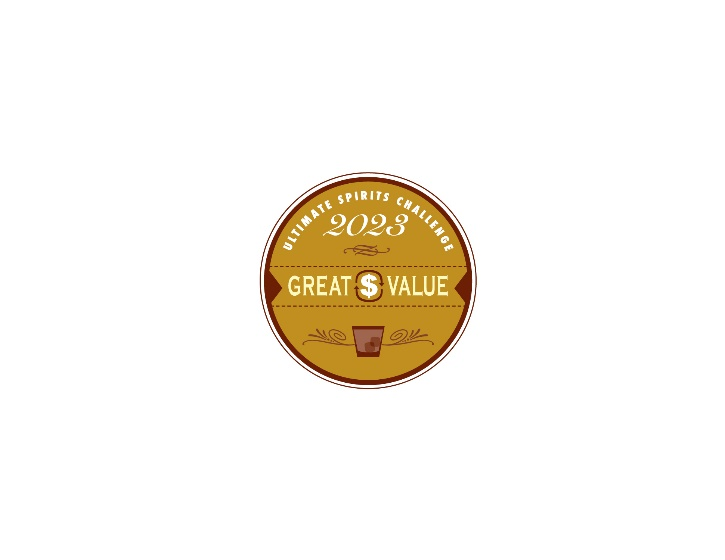 ULTIMATE SPIRITS CHALLENGE
2023
GREAT $ VALUE